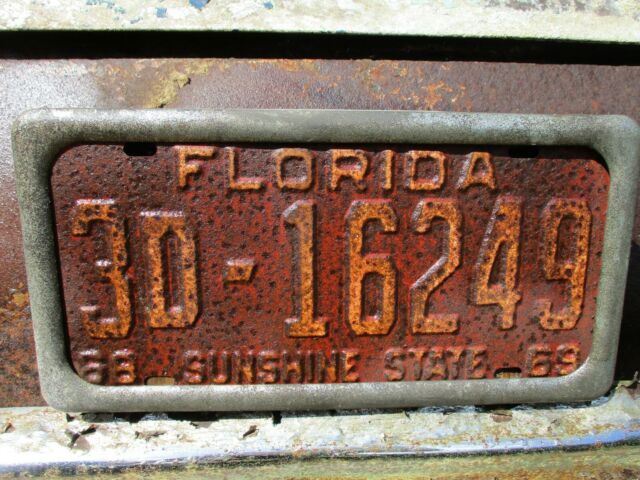 FLORIDA
3D-16249
68 SUNSHINE STATE 69